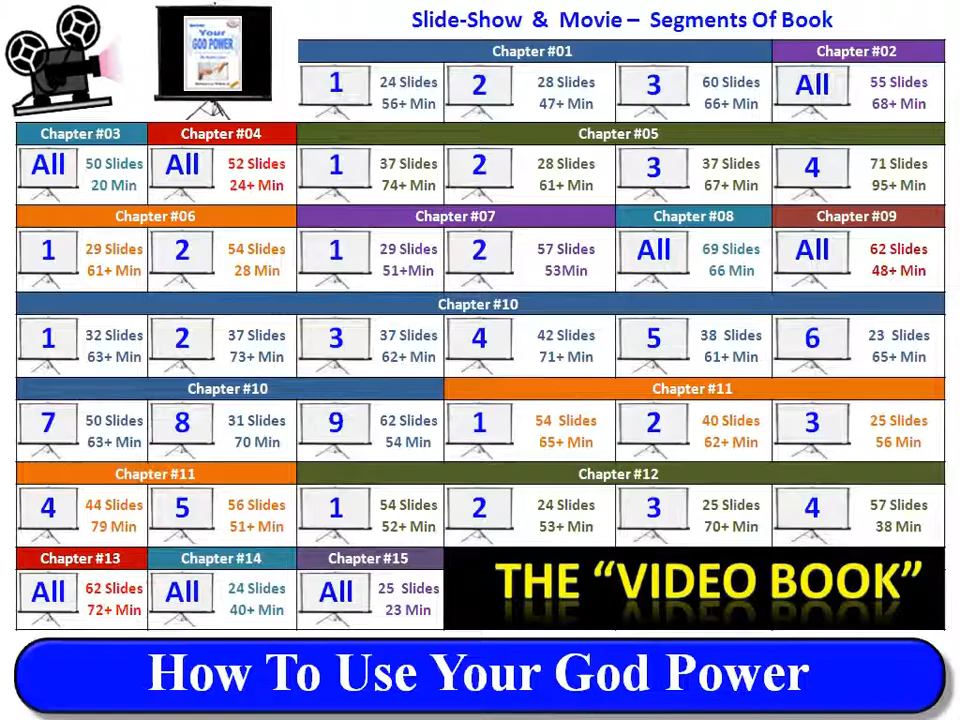 Slide-Show & Movie – Segments Of Book
Your
GOD POWER
Chapter #01
Chapter #02
1 24 Slides 56+ Min
2 28 Slides 47+ Min
3 60 Slides 66+ Min
All 55 Slides 68+ Min
Chapter #03
Chapter #04
Chapter #05
All 50 Slides 20 Min
All 52 Slides 24+ Min
1 37 Slides 74+ Min
2 28 Slides 61+ Min
3 37 Slides 67+ Min
4 71 Slides 95+ Min
Chapter #06
Chapter #07
Chapter #08
Chapter #09
1 29 Slides 61+ Min
2 54 Slides 28 Min
1 29 Slides 51+Min
2 57 Slides 53Min
All 69 Slides 66 Min
All 62 Slides 48+ Min
Chapter #10
1 32 Slides 63+ Min
2 37 Slides 73+ Min
3 37 Slides 62+ Min
4 42 Slides 71+ Min
5 38 Slides 61+ Min
6 23 Slides 65+ Min
Chapter #10
Chapter #11
7 50 Slides 63+ Min
8 31 Slides 70 Min
9 62 Slides 54 Min
1 54 Slides 65+ Min
2 40 Slides 62+ Min
3 25 Slides 56 Min
Chapter #11
Chapter #12
4 44 Slides 79 Min
5 56 Slides 51+ Min
1 54 Slides 52+ Min
2 24 Slides 53+ Min
3 25 Slides 70+ Min
4 57 Slides 38 Min
Chapter #13
Chapter #14
Chapter #15
All 62 Slides 72+ Min
All 24 Slides 40+ Min
All 25 Slides 23 Min
THE “VIDEO BOOK”
How To Use Your God Power